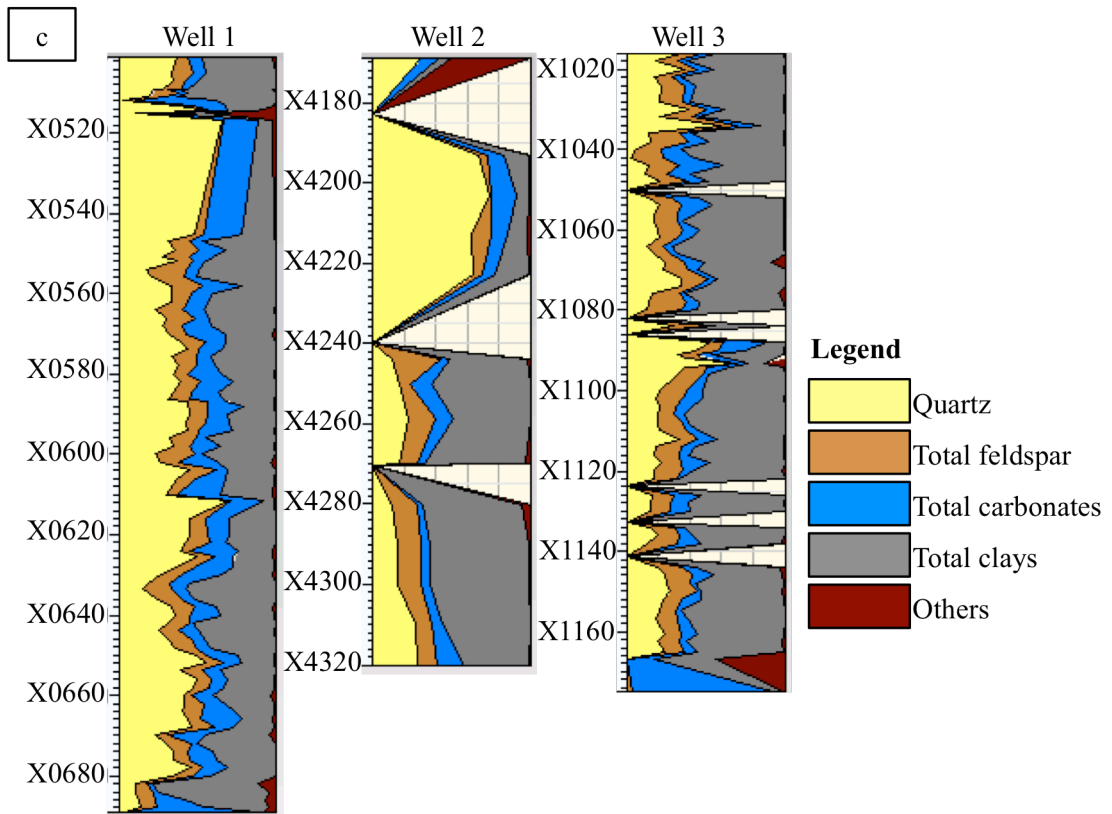 c
Well 1
Well 2
Well 3
X0520
X0540
X0560
X0580
X0600
X0620
X0640
X0660
X0680
X4180
X4200
X4220
X4240
X4260
X4280
X4300
X4320
X1020
X1040
X1060
X1080
X1100
X1120
X1140
X1160
Legend
Quartz
Total feldspar
Total carbonates
Total clays
Others